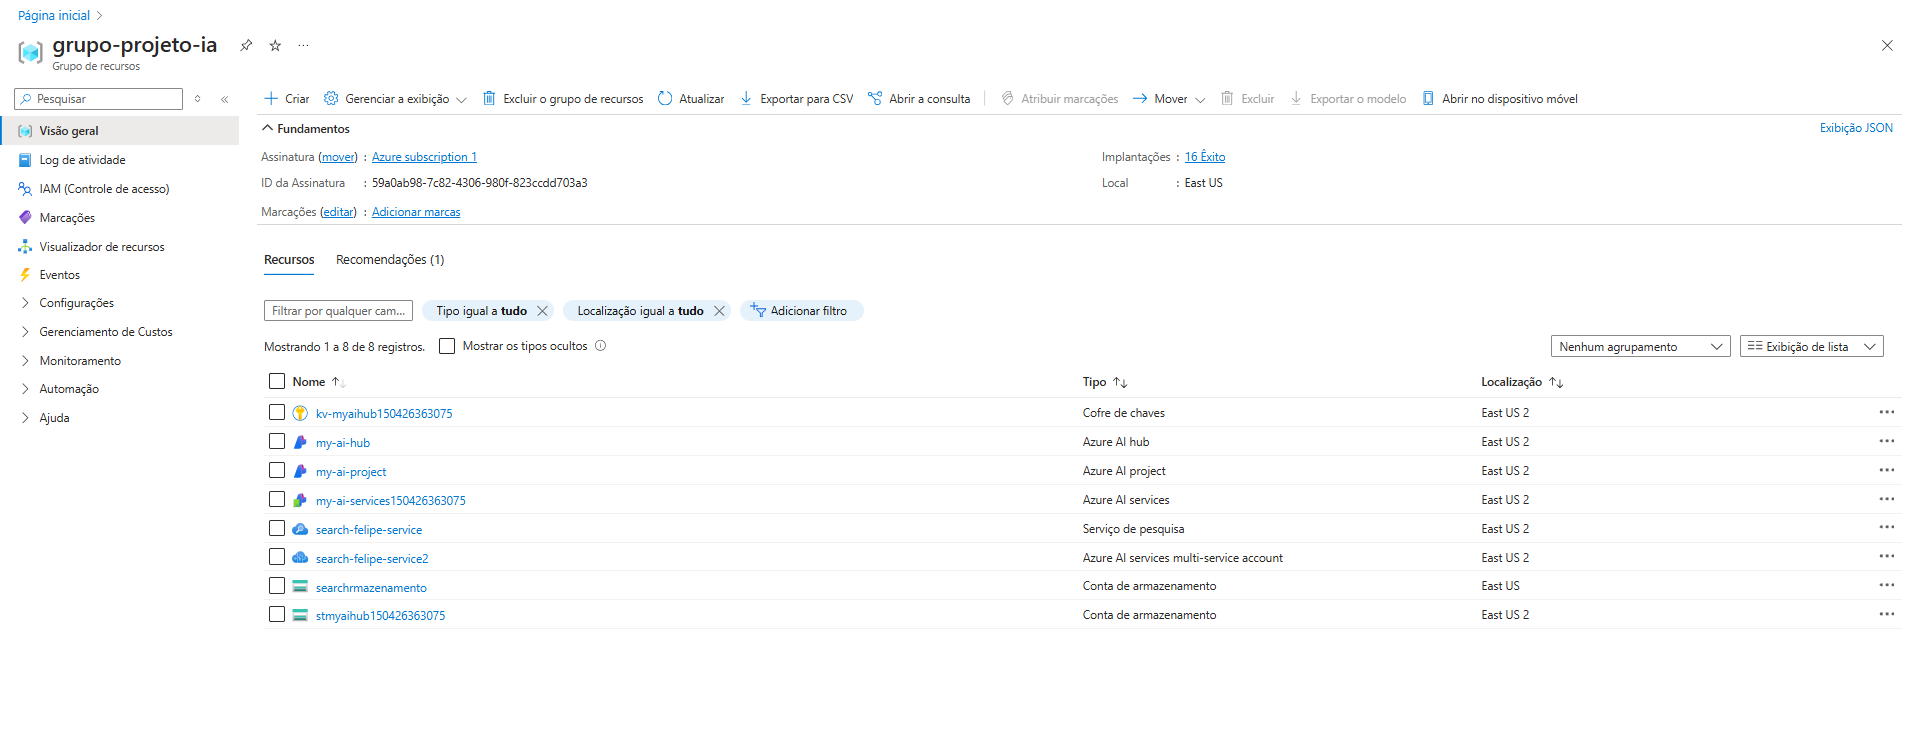 Página inicial
grupo-projeto-ia
Grupo de recursos
Pesquisar
Criar Gerenciar a exibição Excluir o grupo de recursos Atualizar Exportar para CSV Abrir a consulta Atribuir marcações Mover Excluir Exportar o modelo Abrir no dispositivo móvel
Visão geral
Log de atividade
IAM (Controle de acesso)
Marcações
Visualizador de recursos
Eventos
Configurações
Gerenciamento de Custos
Monitoramento
Automação
Ajuda
Fundamentos
Exibição JSON
Assinatura (mover) : Azure subscription 1
ID da Assinatura : 59a0ab98-7c82-4306-980f-823ccdd703a3
Marcações (editar) : Adicionar marcas
Implantações : 16 Êxito
Local : East US
Recursos Recomendações (1)
Filtrar por qualquer cam... Tipo igual a tudo Localização igual a tudo Adicionar filtro
Mostrando 1 a 8 de 8 registros. Mostrar os tipos ocultos Nenhum agrupamento Exibição de lista
Nome Tipo Localização
kv-myaihub150426363075 Cofre de chaves East US 2
my-ai-hub Azure AI hub East US 2
my-ai-project Azure AI project East US 2
my-ai-services150426363075 Azure AI services East US 2
search-felipe-service Serviço de pesquisa East US 2
search-felipe-service2 Azure AI services multi-service account East US 2
searchrmazenamento Conta de armazenamento East US
stmyaihub150426363075 Conta de armazenamento East US 2